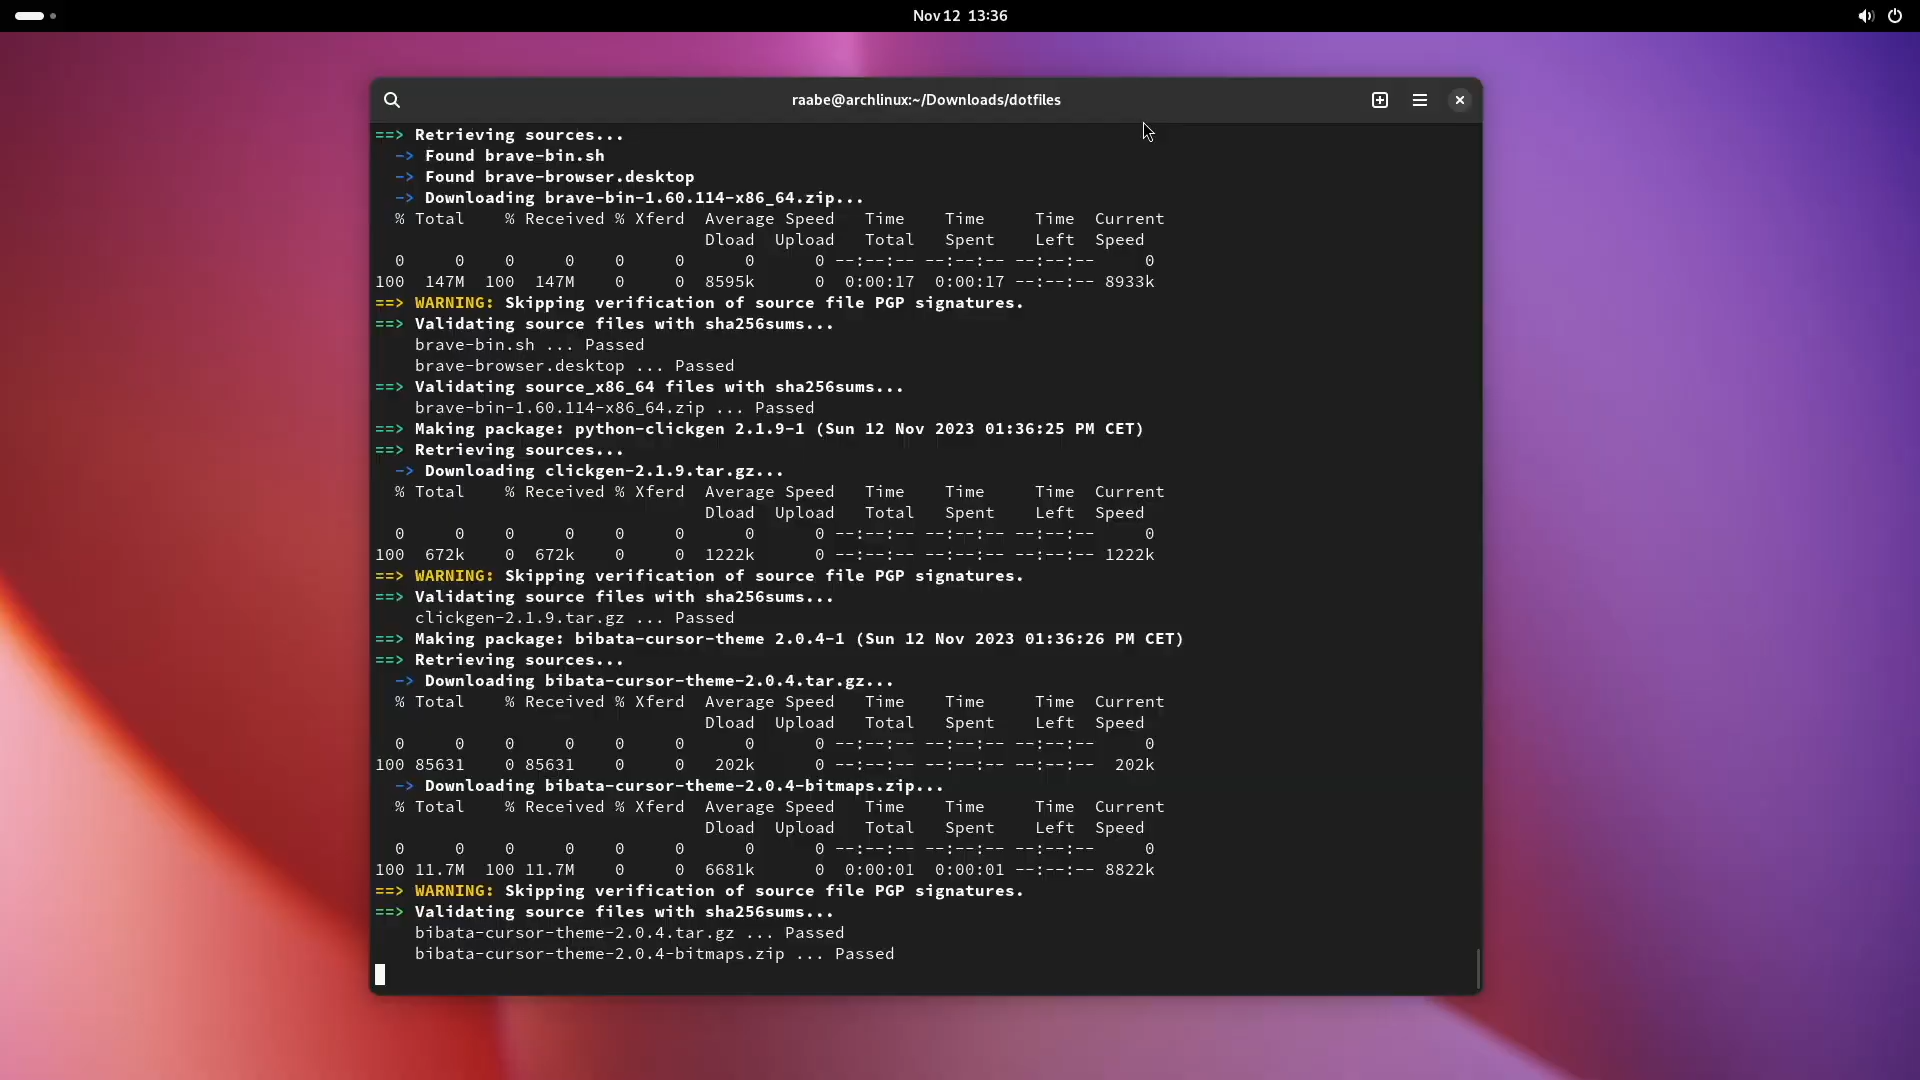 Nov 12 13:36
raabe@archlinux:~/Downloads/dotfiles
==> Retrieving sources...
  -> Found brave-bin.sh
  -> Found brave-browser.desktop
  -> Downloading brave-bin-1.60.114-x86_64.zip...
  % Total    % Received % Xferd  Average Speed   Time    Time     Time  Current
                                 Dload  Upload   Total   Spent    Left  Speed
  0     0    0     0    0     0      0      0 --:--:-- --:--:-- --:--:--     0
100  147M  100  147M    0     0  8595k      0  0:00:17  0:00:17 --:--:-- 8933k
==> WARNING: Skipping verification of source file PGP signatures.
==> Validating source files with sha256sums...
    brave-bin.sh ... Passed
    brave-browser.desktop ... Passed
==> Validating source_x86_64 files with sha256sums...
    brave-bin-1.60.114-x86_64.zip ... Passed
==> Making package: python-clickgen 2.1.9-1 (Sun 12 Nov 2023 01:36:25 PM CET)
==> Retrieving sources...
  -> Downloading clickgen-2.1.9.tar.gz...
  % Total    % Received % Xferd  Average Speed   Time    Time     Time  Current
                                 Dload  Upload   Total   Spent    Left  Speed
  0     0    0     0    0     0      0      0 --:--:-- --:--:-- --:--:--     0
100  672k    0  672k    0     0  1222k      0 --:--:-- --:--:-- --:--:-- 1222k
==> WARNING: Skipping verification of source file PGP signatures.
==> Validating source files with sha256sums...
    clickgen-2.1.9.tar.gz ... Passed
==> Making package: bibata-cursor-theme 2.0.4-1 (Sun 12 Nov 2023 01:36:26 PM CET)
==> Retrieving sources...
  -> Downloading bibata-cursor-theme-2.0.4.tar.gz...
  % Total    % Received % Xferd  Average Speed   Time    Time     Time  Current
                                 Dload  Upload   Total   Spent    Left  Speed
  0     0    0     0    0     0      0      0 --:--:-- --:--:-- --:--:--     0
100 85631    0 85631    0     0   202k      0 --:--:-- --:--:-- --:--:--  202k
  -> Downloading bibata-cursor-theme-2.0.4-bitmaps.zip...
  % Total    % Received % Xferd  Average Speed   Time    Time     Time  Current
                                 Dload  Upload   Total   Spent    Left  Speed
  0     0    0     0    0     0      0      0 --:--:-- --:--:-- --:--:--     0
100 11.7M  100 11.7M    0     0  6681k      0  0:00:01  0:00:01 --:--:-- 8822k
==> WARNING: Skipping verification of source file PGP signatures.
==> Validating source files with sha256sums...
    bibata-cursor-theme-2.0.4.tar.gz ... Passed
    bibata-cursor-theme-2.0.4-bitmaps.zip ... Passed